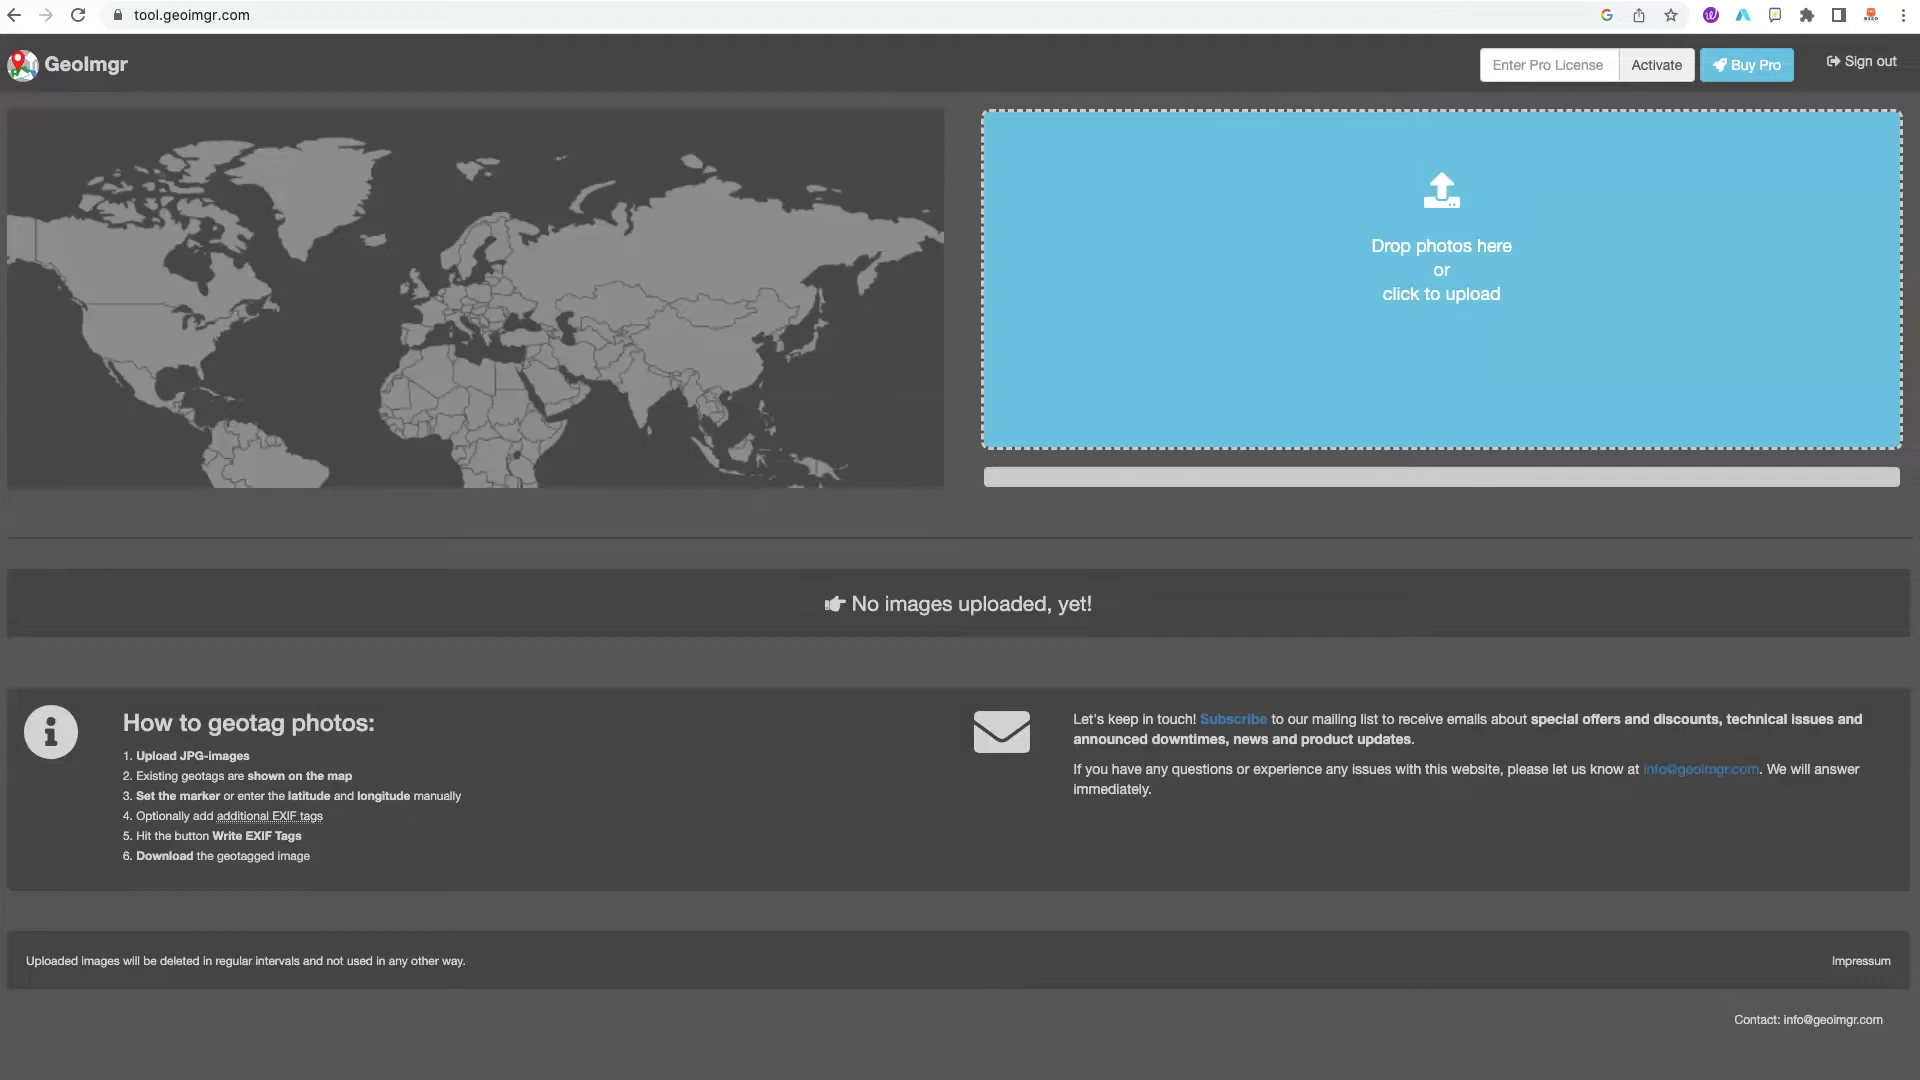 tool.geoimgr.com
GeoImgr
Enter Pro License
Activate
Buy Pro
Sign out
Drop photos here
or
click to upload
No images uploaded, yet!
How to geotag photos:
1. Upload JPG-images
2. Existing geotags are shown on the map
3. Set the marker or enter the latitude and longitude manually
4. Optionally add additional EXIF tags
5. Hit the button Write EXIF Tags
6. Download the geotagged image
Let's keep in touch! Subscribe to our mailing list to receive emails about special offers and discounts, technical issues and
announced downtimes, news and product updates.
If you have any questions or experience any issues with this website, please let us know at info@geoimgr.com. We will answer
immediately.
Uploaded images will be deleted in regular intervals and not used in any other way.
Impressum
Contact: info@geoimgr.com